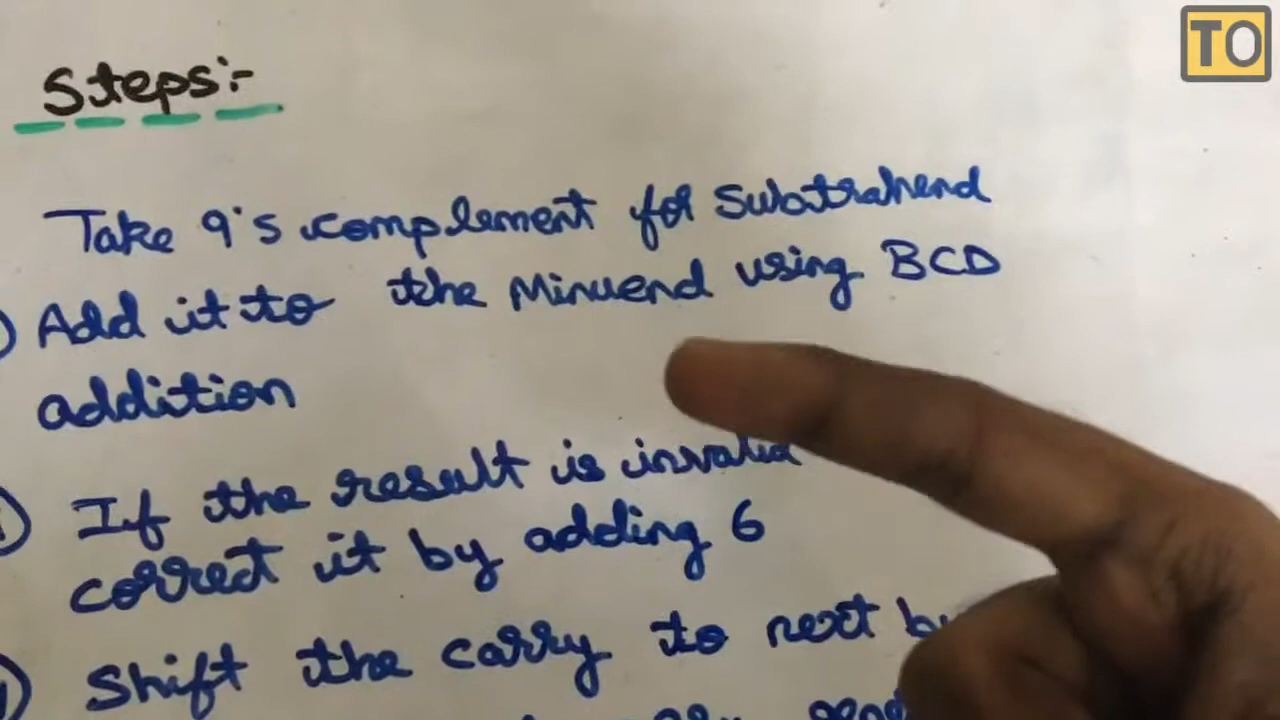 TO
Steps:-
Take 9's complement for Subtrahend
) Add it to the Minuend using BCD
addition
) If the result is invalid
correct it by adding 6
) Shift the carry to next